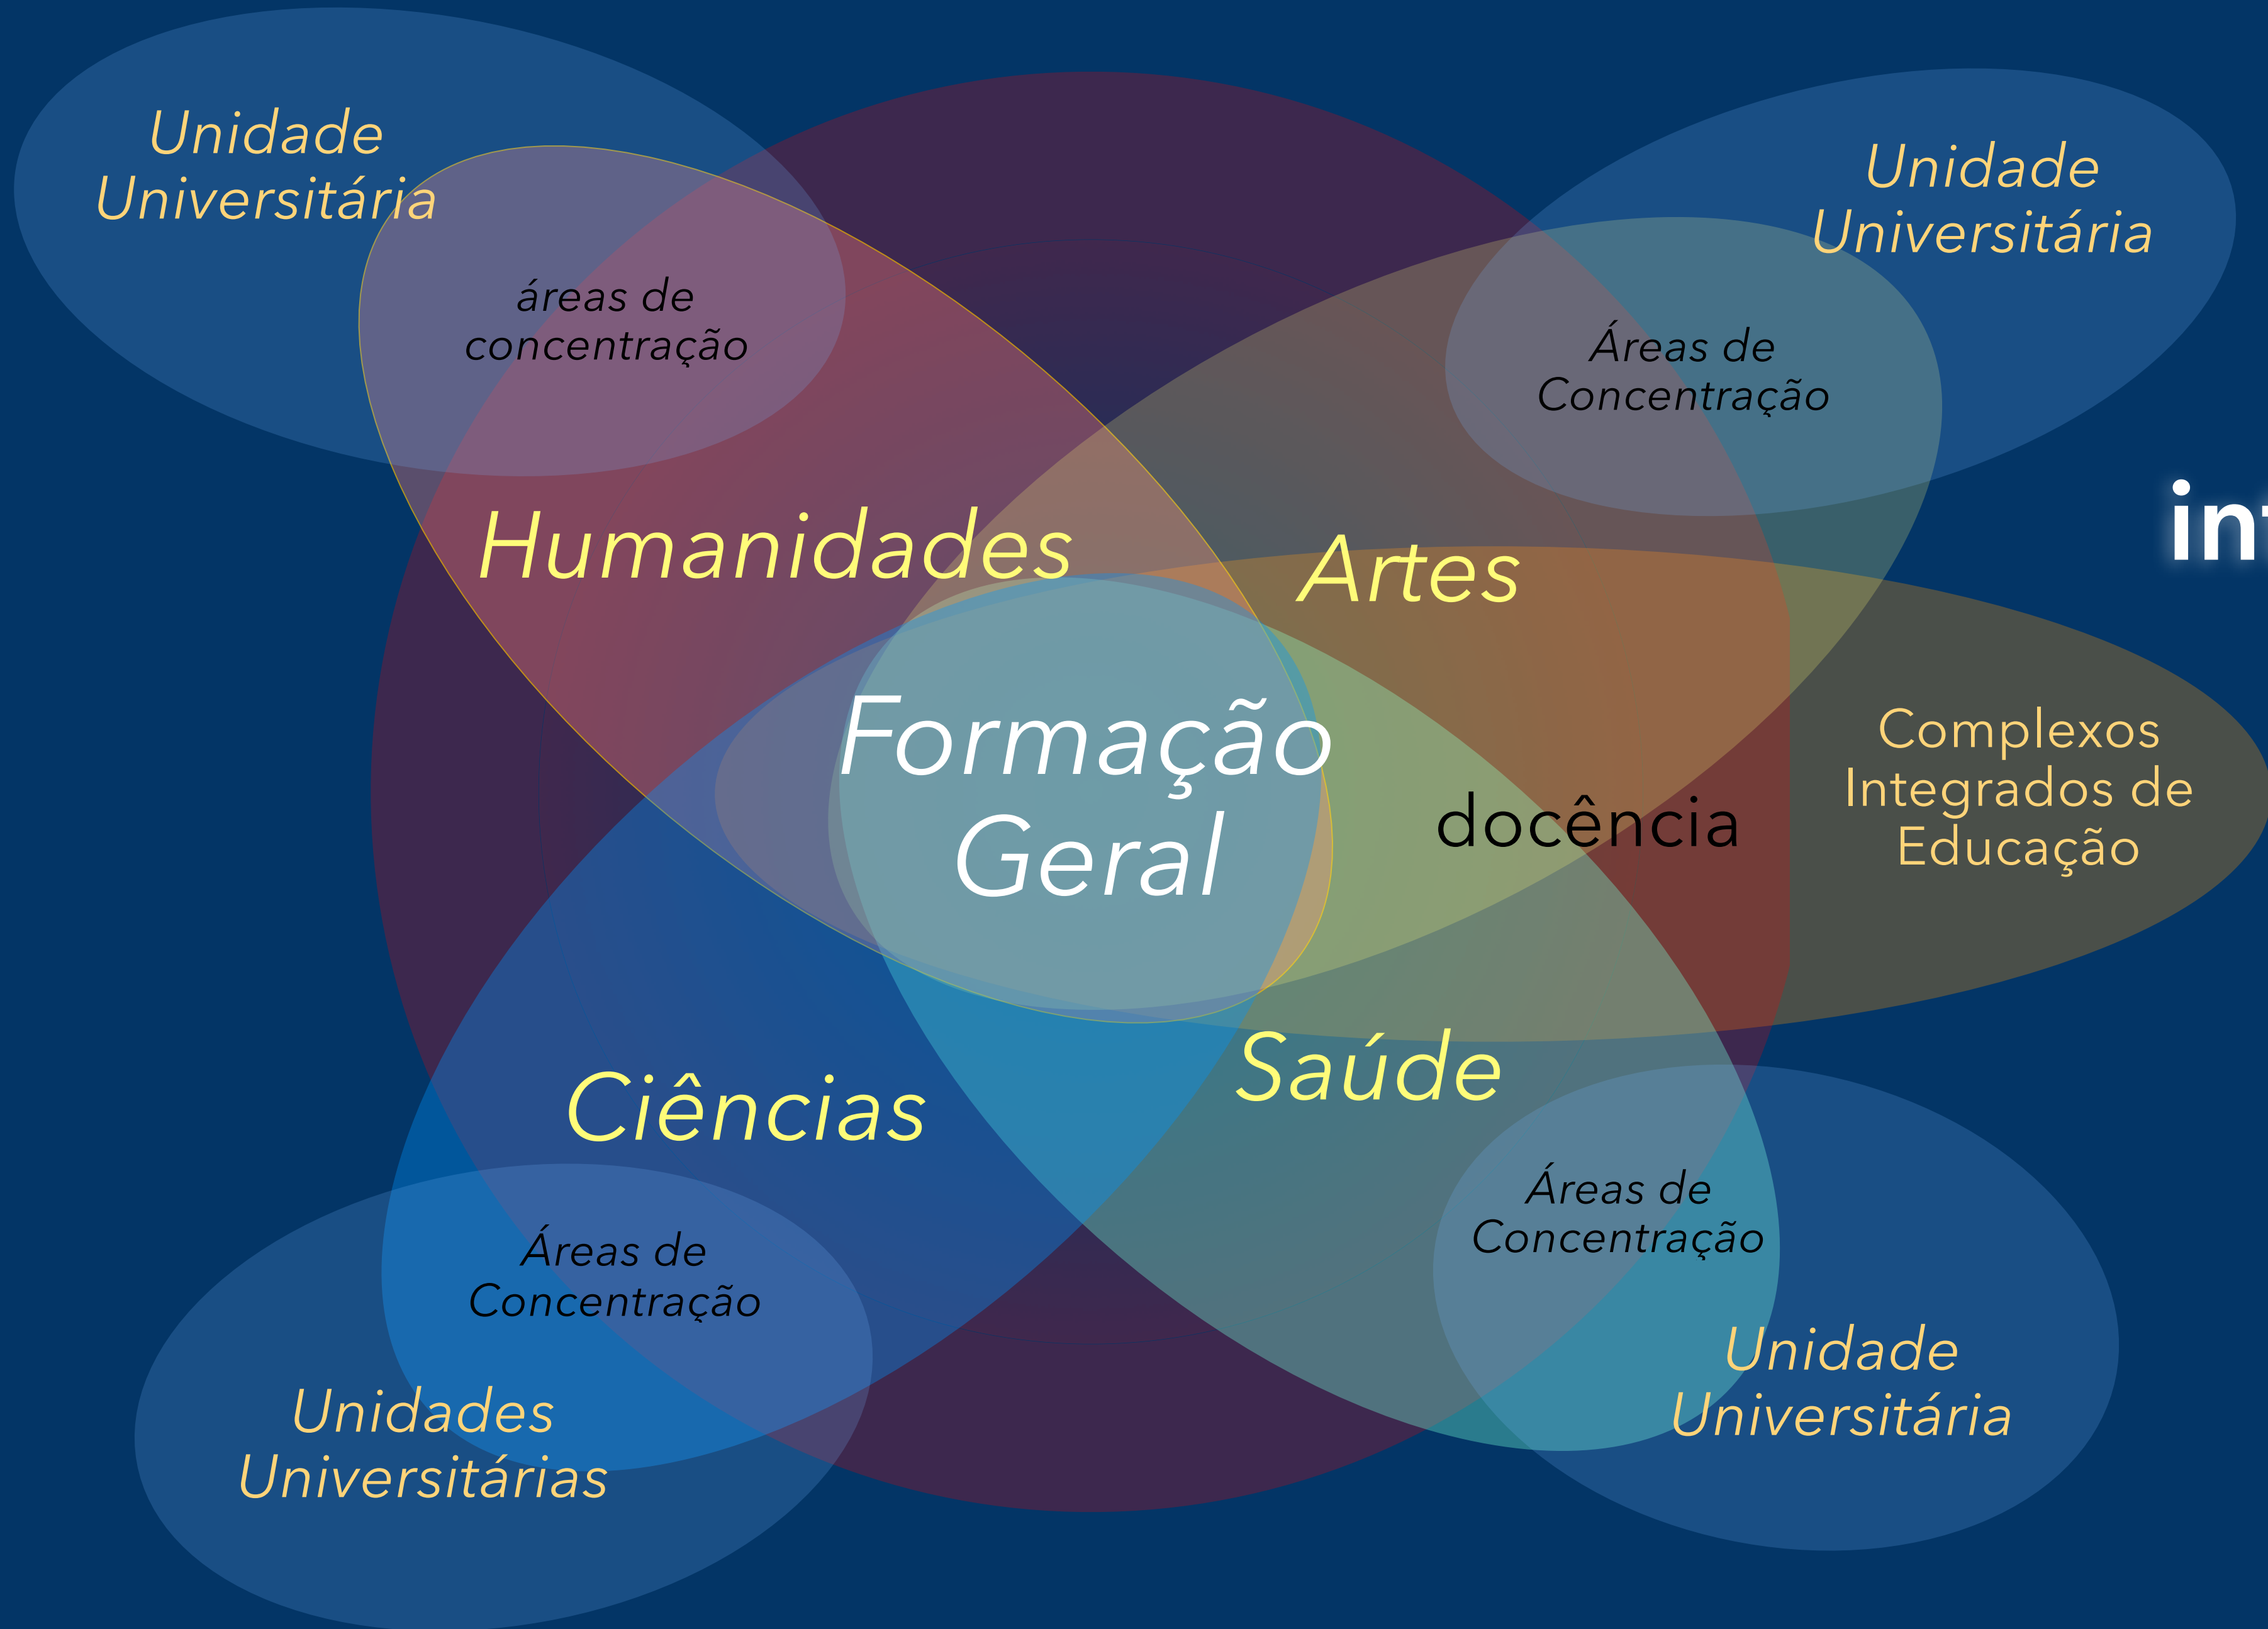 Unidade
Universitária
Unidade
Universitária
áreas de
concentração
Áreas de
Concentração
Humanidades
Artes
Formação
Geral
docência
Complexos
Integrados de
Educação
Ciências
Saúde
Áreas de
Concentração
Áreas de
Concentração
Unidades
Universitárias
Unidade
Universitária